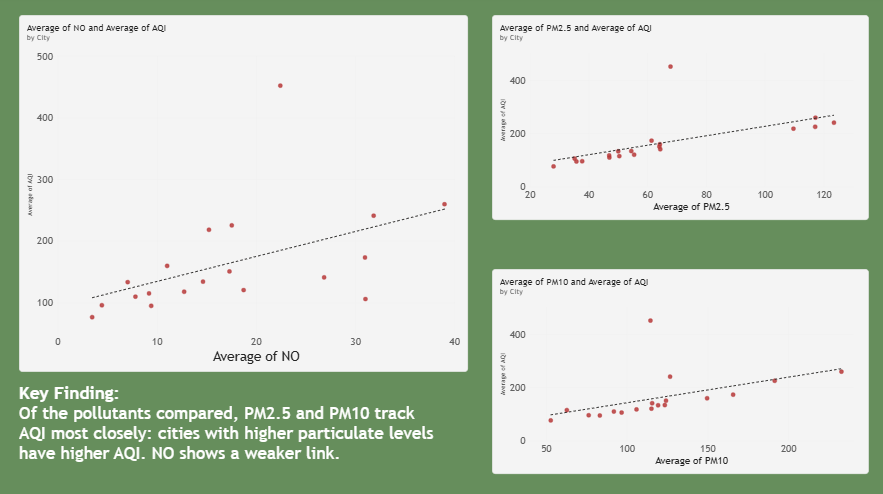 Average of NO and Average of AQI
by City
500
400
300
200
100
Average of AQI
0 10 20 30 40
Average of NO
Key Finding:
Of the pollutants compared, PM2.5 and PM10 track
AQI most closely: cities with higher particulate levels
have higher AQI. NO shows a weaker link.
Average of PM2.5 and Average of AQI
by City
400
200
0
Average of AQI
20 40 60 80 100 120
Average of PM2.5
Average of PM10 and Average of AQI
by City
400
200
0
Average of AQI
50 100 150 200
Average of PM10